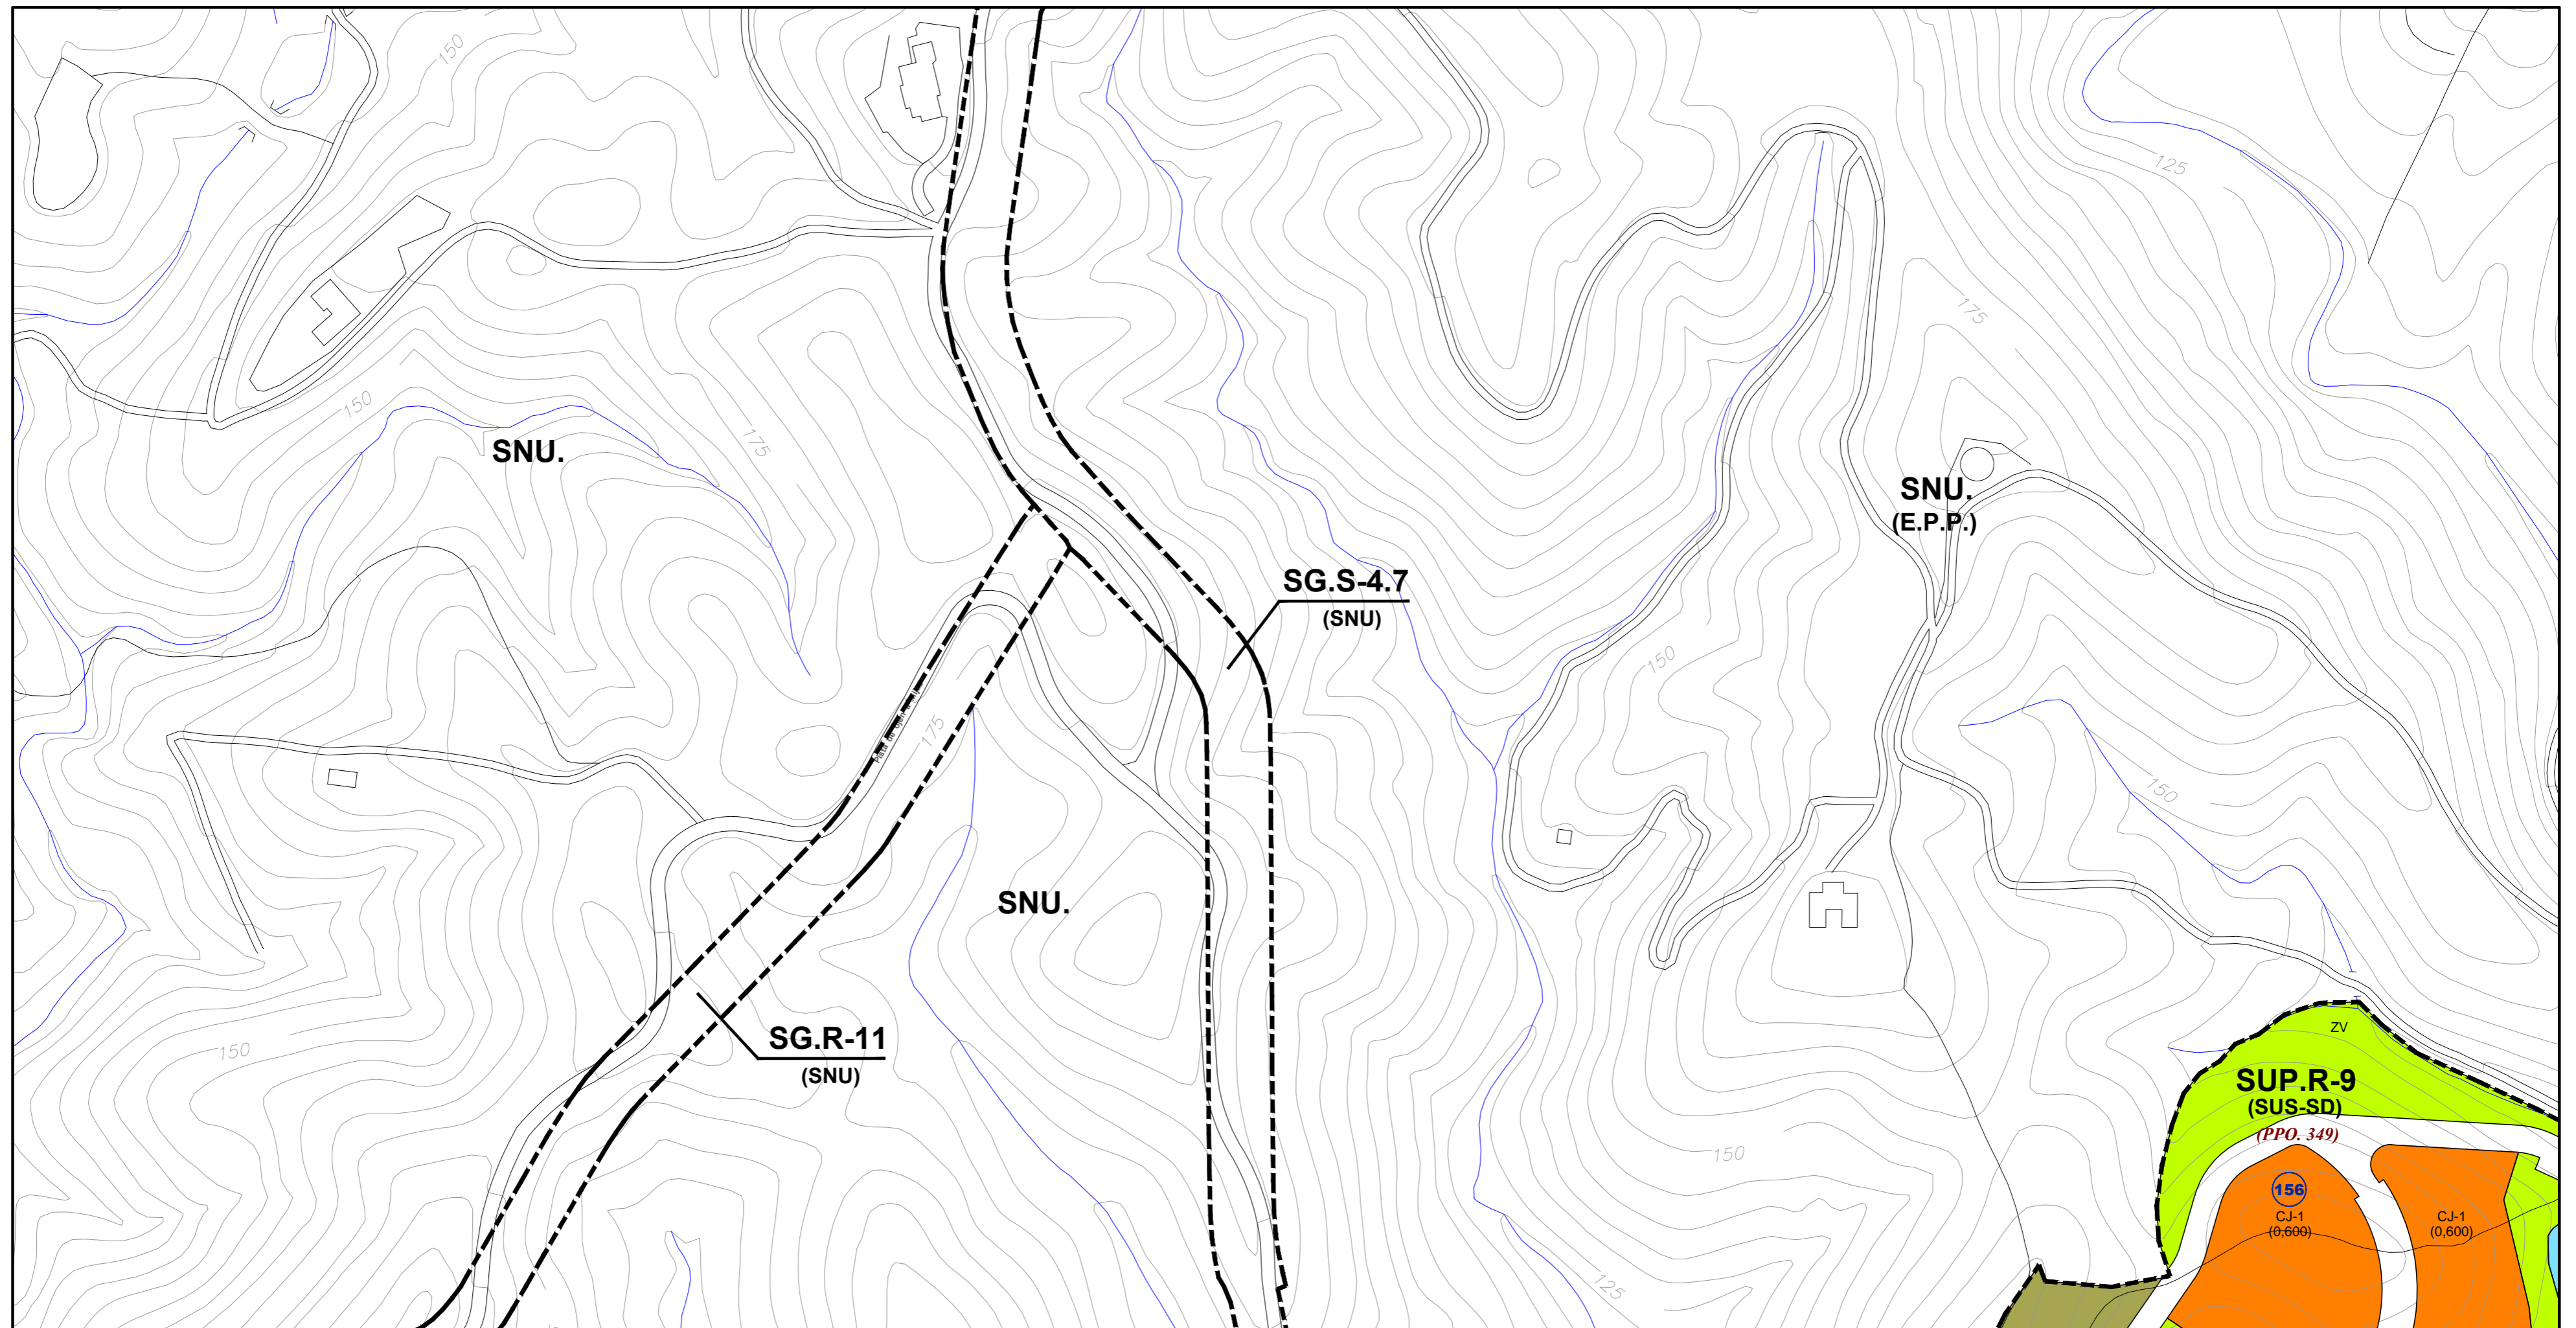 150
125
175
150
175
SNU.
SNU.
(E.P.P.)
SG.S-4.7
(SNU)
150
175
150
SNU.
SG.R-11
(SNU)
150
ZV
SUP.R-9
(SUS-SD)
(PPO. 349)
150
156
CJ-1
(0,600)
CJ-1
(0,600)
125